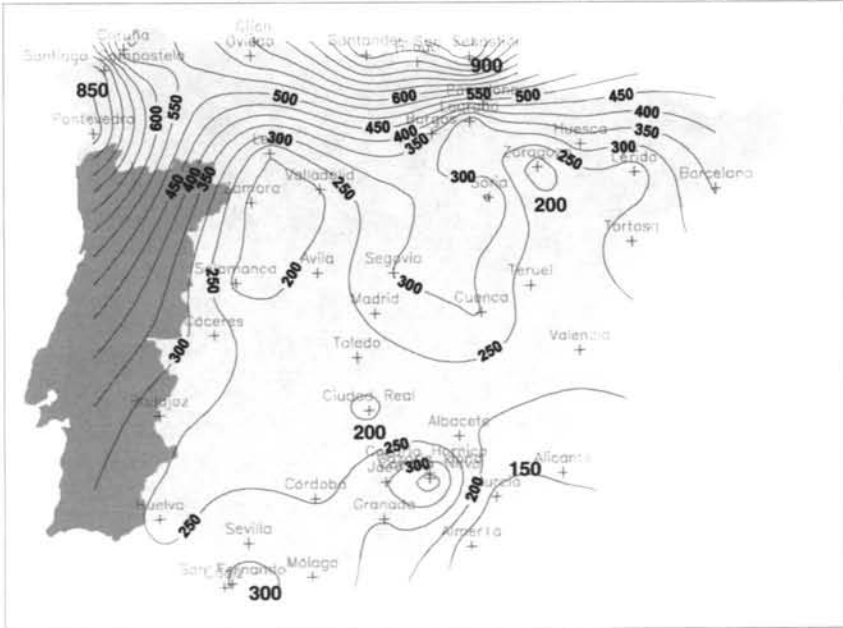 Gijón
Coruña
Oviedo
Santander
San Sebastián
Santiago Compostela
900
850
550
600
500
600
550
500
450
400
Pontevedra
Logroño
450
400
350
Burgos
350
Huesca
300
300
León
Zaragoza
250
Lérida
Barcelona
450
400
350
Valladolid
250
300
Soria
200
Zamora
Tortosa
250
Salamanca
200
Avila
Segovia
Teruel
300
Madrid
Cuenca
Cáceres
300
Toledo
250
Valencia
Badajoz
Ciudad Real
200
Albacete
250
300
150
Alicante
Córdoba
200
Murcia
Huelva
250
Granada
Sevilla
Almería
San Fernando
Málaga
300